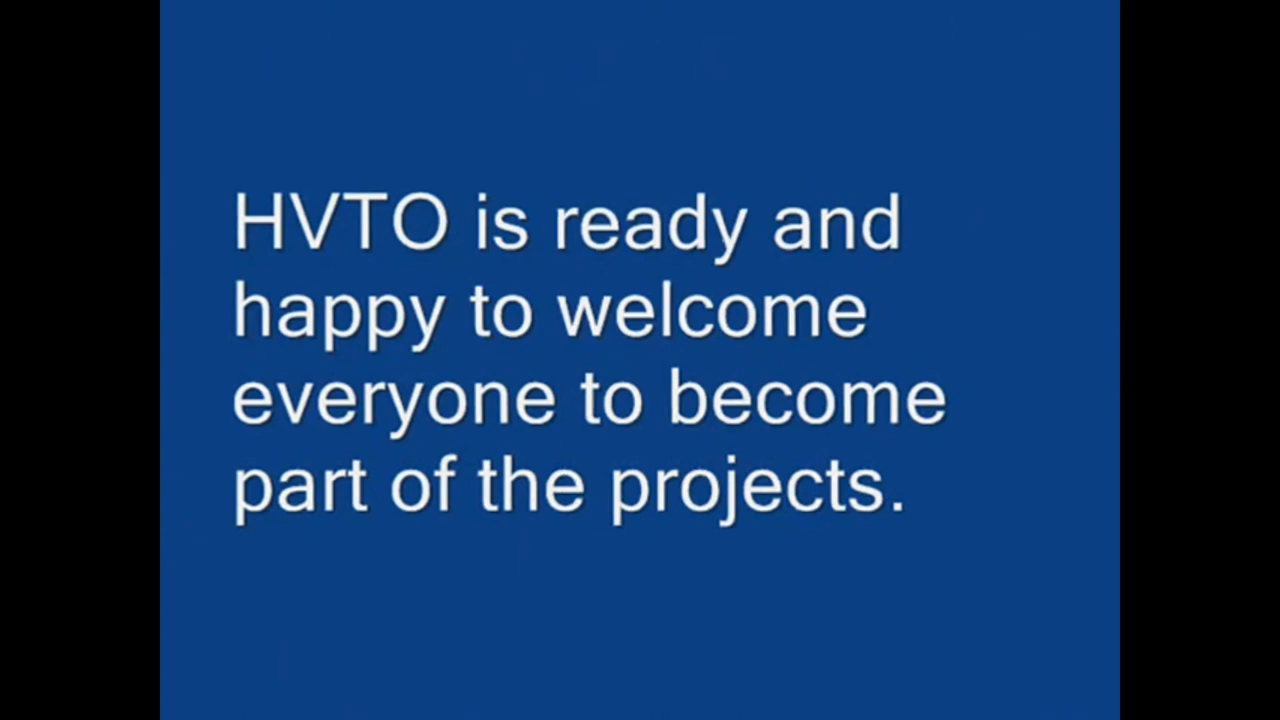 HVTO is ready and
happy to welcome
everyone to become
part of the projects.